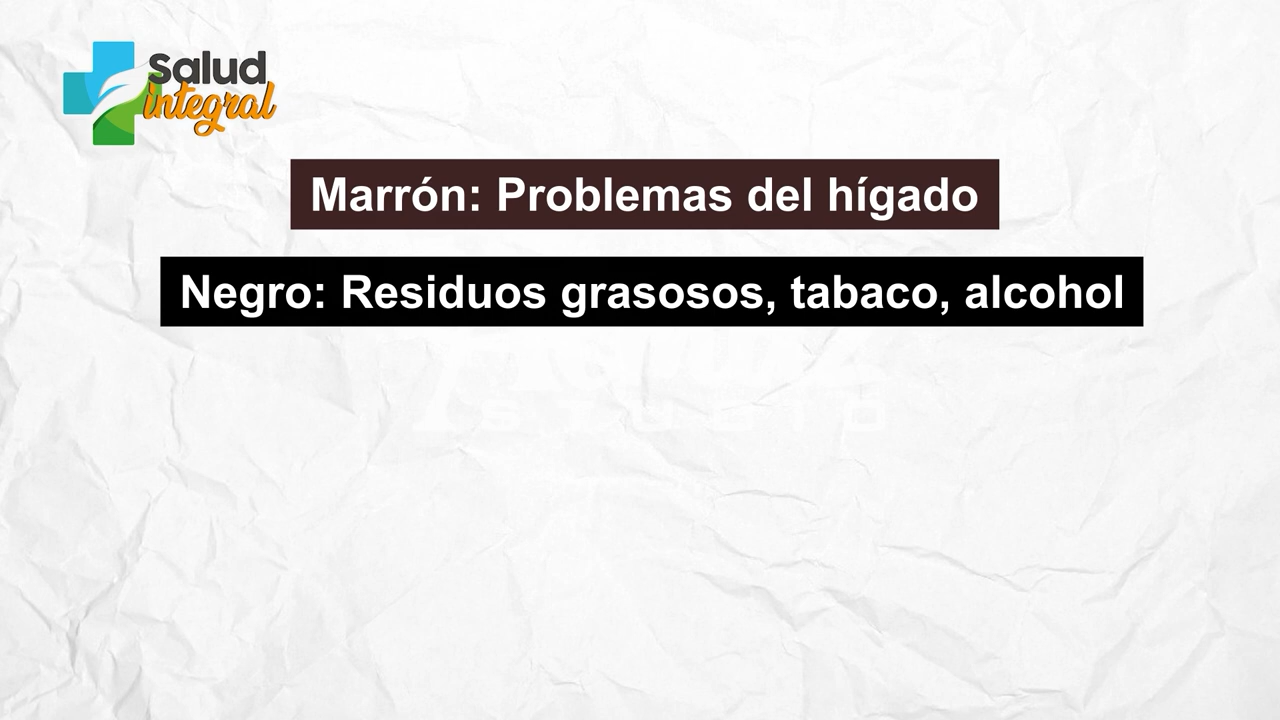 salud
integral
Marrón: Problemas del hígado
Negro: Residuos grasosos, tabaco, alcohol